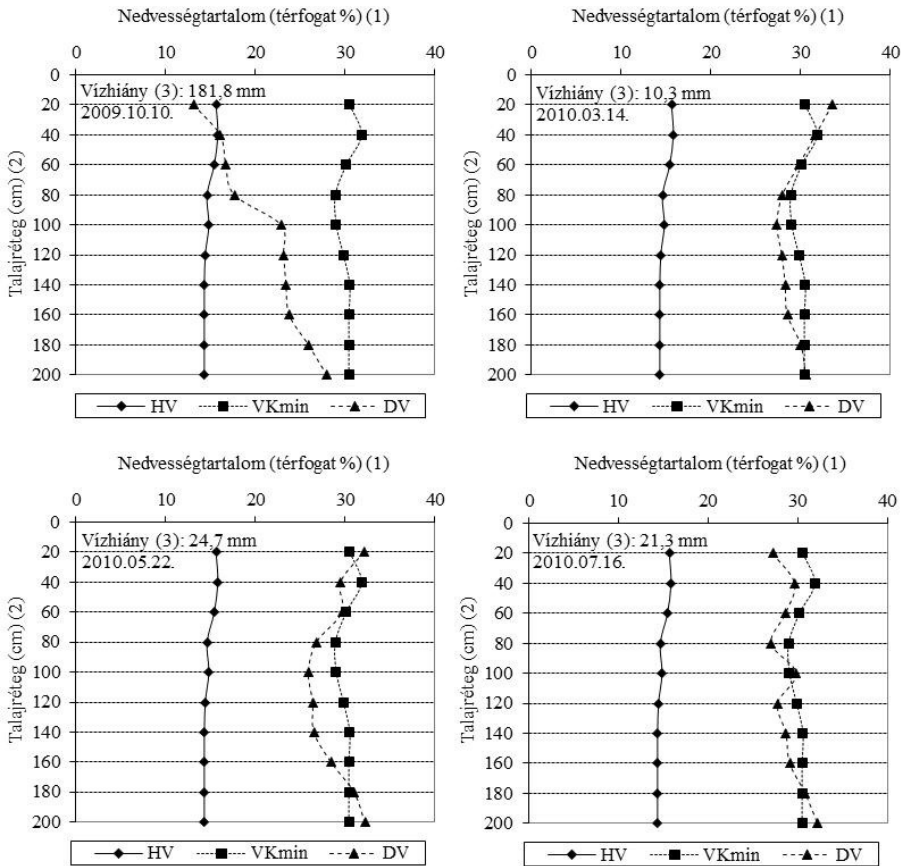 Nedvességtartalom (térfogat %) (1)
0 10 20 30 40
Talajréteg (cm) (2)
0
20
40
60
80
100
120
140
160
180
200
Vízhiány (3): 181,8 mm
2009.10.10.
HV VKmin DV
Nedvességtartalom (térfogat %) (1)
0 10 20 30 40
Talajréteg (cm) (2)
0
20
40
60
80
100
120
140
160
180
200
Vízhiány (3): 10,3 mm
2010.03.14.
HV VKmin DV
Nedvességtartalom (térfogat %) (1)
0 10 20 30 40
Talajréteg (cm) (2)
0
20
40
60
80
100
120
140
160
180
200
Vízhiány (3): 24,7 mm
2010.05.22.
HV VKmin DV
Nedvességtartalom (térfogat %) (1)
0 10 20 30 40
Talajréteg (cm) (2)
0
20
40
60
80
100
120
140
160
180
200
Vízhiány (3): 21,3 mm
2010.07.16.
HV VKmin DV